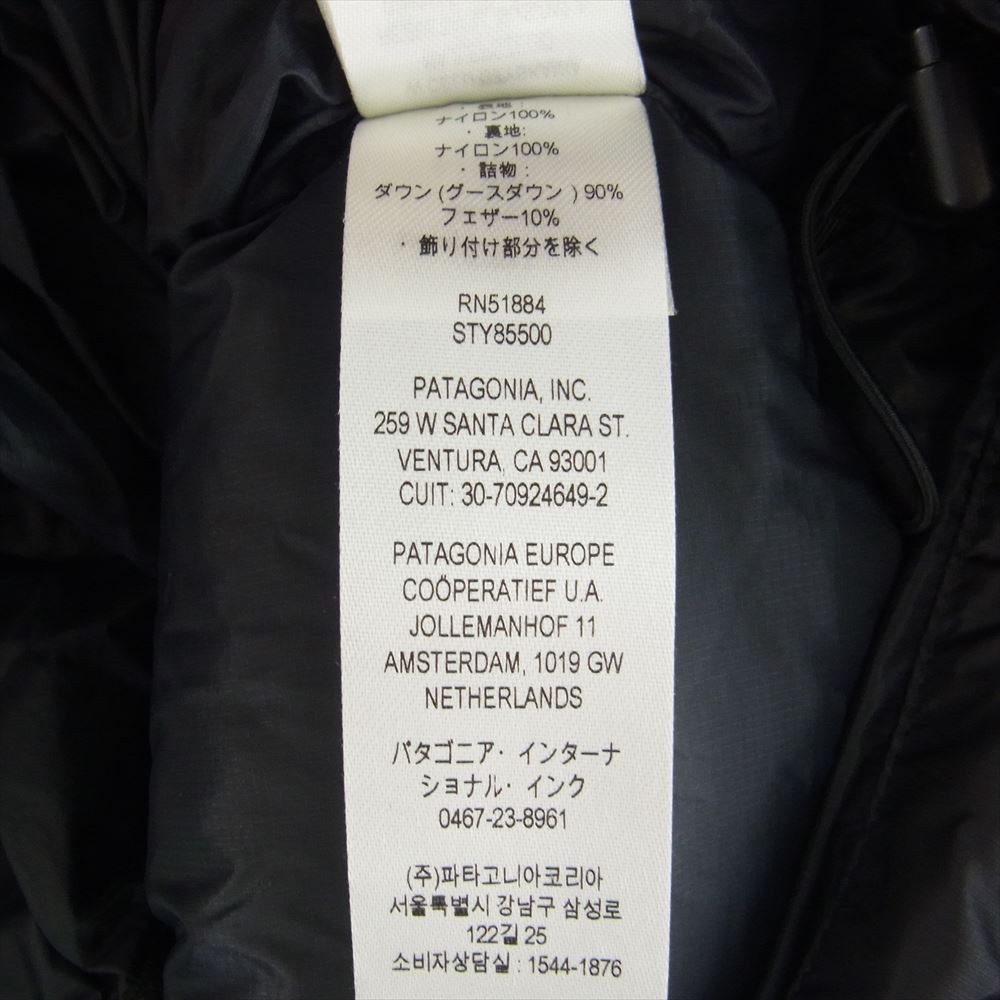 ・裏地:
ナイロン100%
・裏地:
ナイロン100%
・詰物:
ダウン(グースダウン)90%
フェザー10%
・飾り付け部分を除く
RN51884
STY85500
PATAGONIA, INC.
259 W SANTA CLARA ST.
VENTURA, CA 93001
CUIT: 30-70924649-2
PATAGONIA EUROPE
COÖPERATIEF U.A.
JOLLEMANHOF 11
AMSTERDAM, 1019 GW
NETHERLANDS
パタゴニア・インターナ
ショナル・インク
0467-23-8961
(주)파타고니아코리아
서울특별시 강남구 삼성로
122길 25
소비자상담실 : 1544-1876